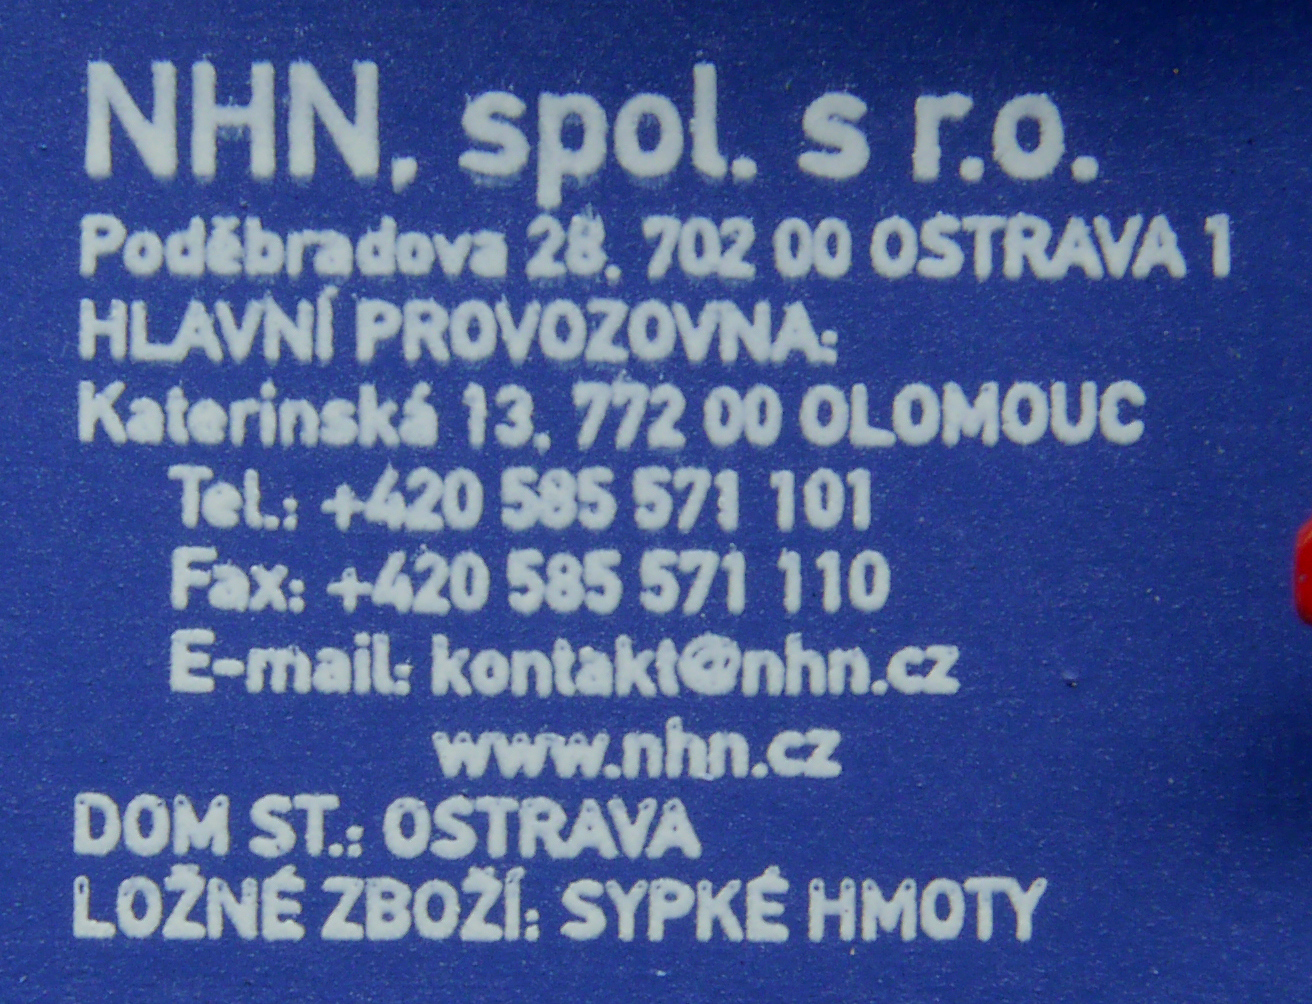 NHN, spol. s r.o.
Poděbradova 28, 702 00 OSTRAVA 1
HLAVNÍ PROVOZOVNA:
Katerinská 13, 772 00 OLOMOUC
Tel.: +420 585 571 101
Fax: +420 585 571 110
E-mail: kontakt@nhn.cz
www.nhn.cz
DOM ST.: OSTRAVA
LOŽNÉ ZBOŽÍ: SYPKÉ HMOTY